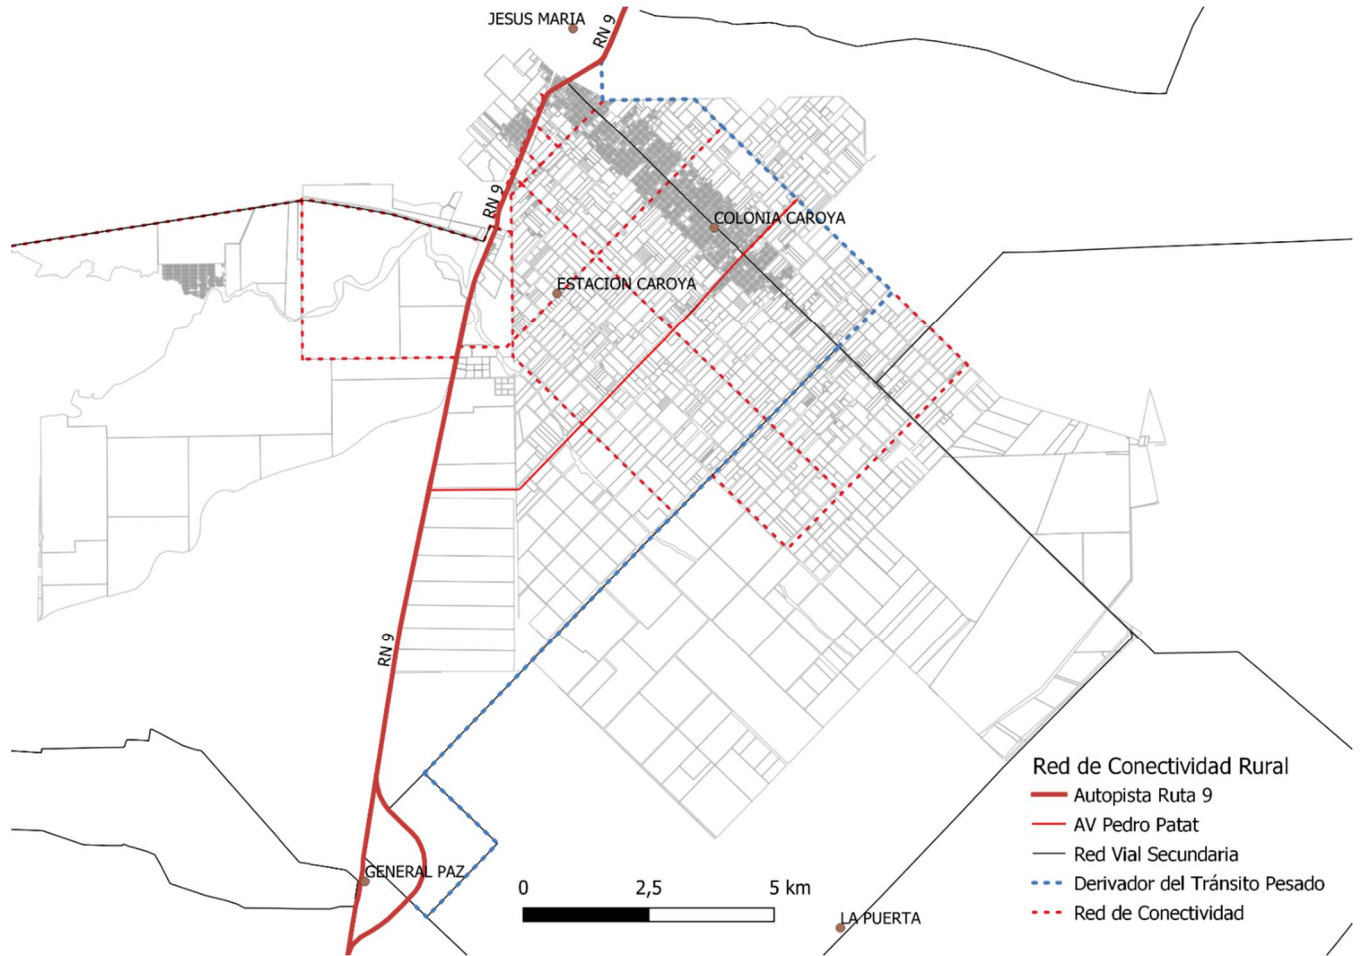 JESUS MARIA
RN 9
RN 9
COLONIA CAROYA
ESTACIÓN CAROYA
RN 9
Red de Conectividad Rural
Autopista Ruta 9
AV Pedro Patat
Red Vial Secundaria
Derivador del Tránsito Pesado
Red de Conectividad
GENERAL PAZ
0 2,5 5 km
LA PUERTA